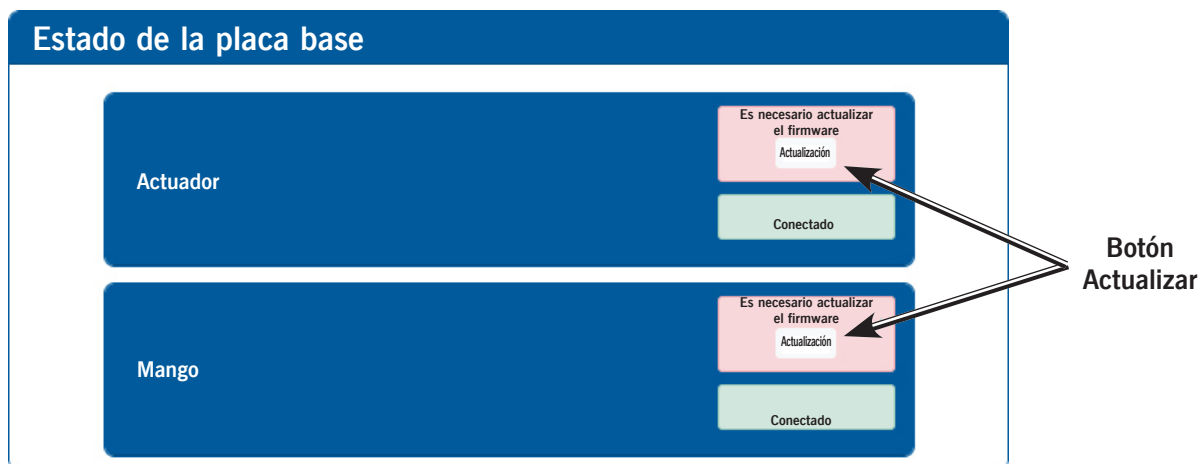 Estado de la placa base
Actuador
Es necesario actualizar
el firmware
Actualización
Conectado
Botón
Actualizar
Mango
Es necesario actualizar
el firmware
Actualización
Conectado